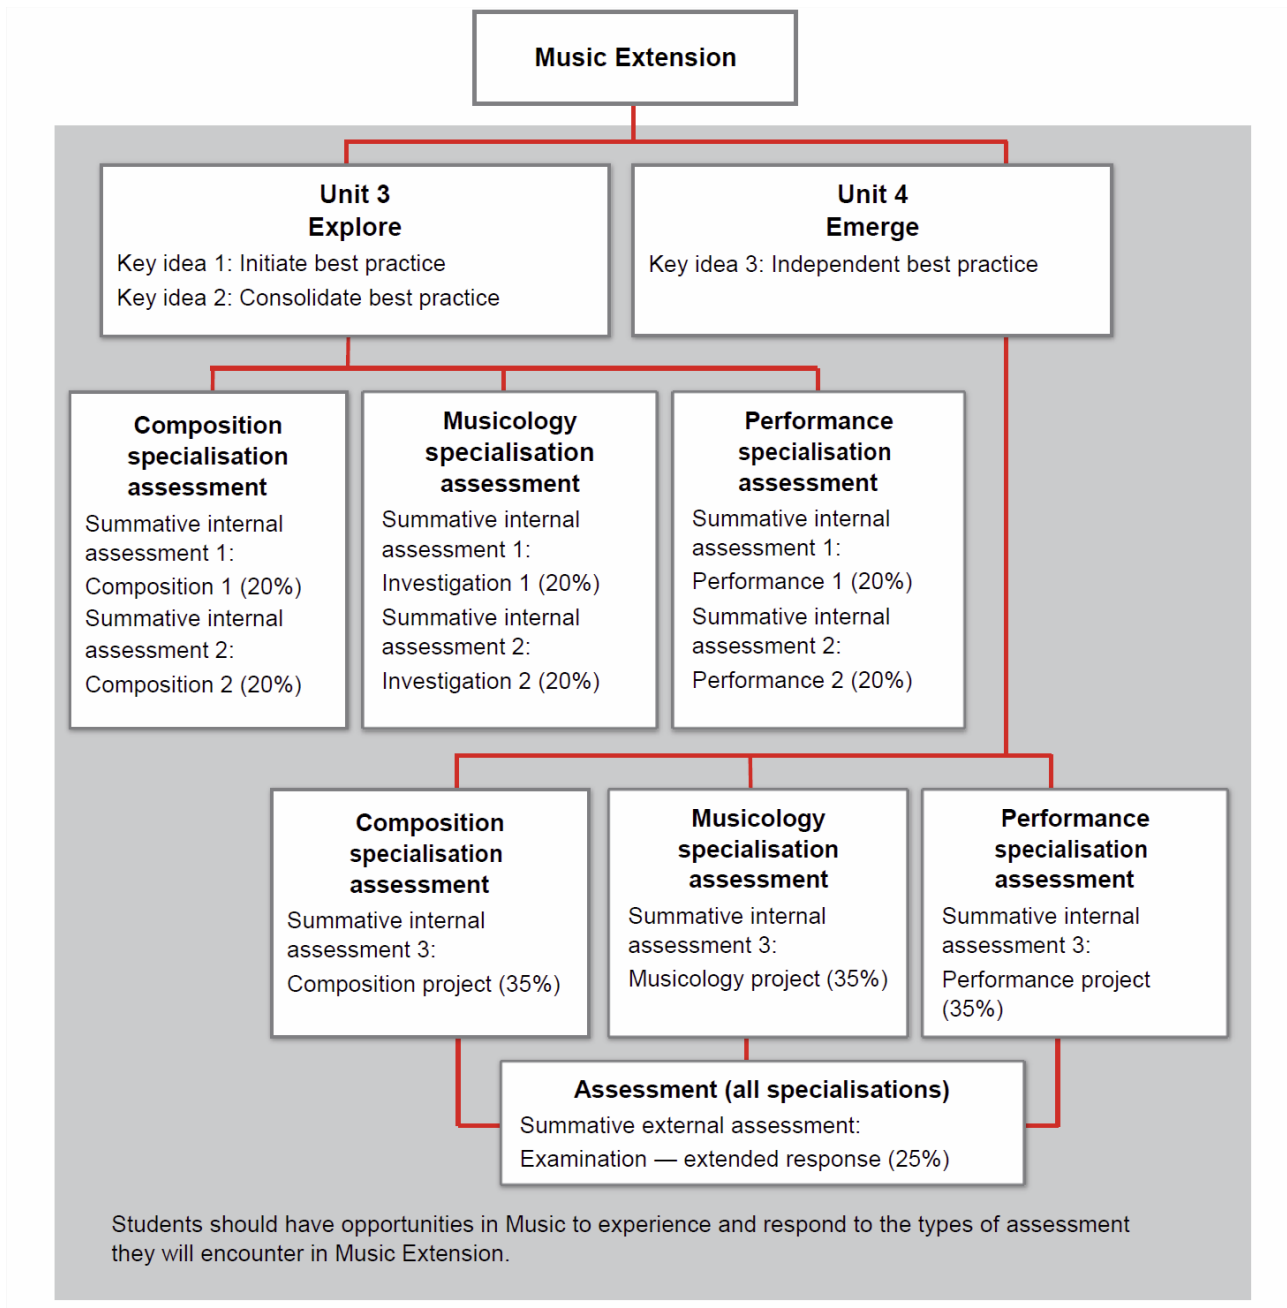 Music Extension
Unit 3
Explore
Key idea 1: Initiate best practice
Key idea 2: Consolidate best practice
Unit 4
Emerge
Key idea 3: Independent best practice
Composition
specialisation
assessment
Summative internal
assessment 1:
Composition 1 (20%)
Summative internal
assessment 2:
Composition 2 (20%)
Musicology
specialisation
assessment
Summative internal
assessment 1:
Investigation 1 (20%)
Summative internal
assessment 2:
Investigation 2 (20%)
Performance
specialisation
assessment
Summative internal
assessment 1:
Performance 1 (20%)
Summative internal
assessment 2:
Performance 2 (20%)
Composition
specialisation
assessment
Summative internal
assessment 3:
Composition project (35%)
Musicology
specialisation
assessment
Summative internal
assessment 3:
Musicology project (35%)
Performance
specialisation
assessment
Summative internal
assessment 3:
Performance project
(35%)
Assessment (all specialisations)
Summative external assessment:
Examination — extended response (25%)
Students should have opportunities in Music to experience and respond to the types of assessment
they will encounter in Music Extension.